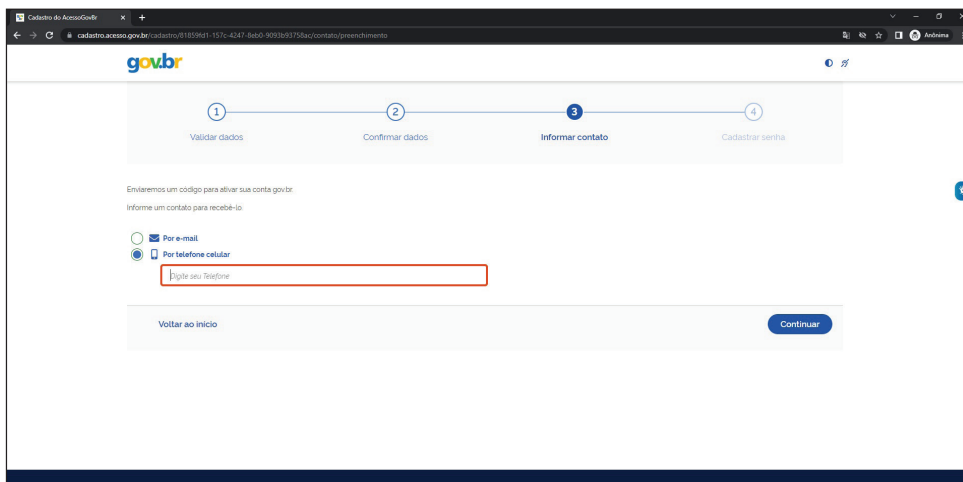 Cadastro do AcessoGovBr
cadastro.acesso.gov.br/cadastro/81859fd1-157c-4247-8eb0-9093b93758ac/contato/preenchimento
Anônima
gov.br
1
2
3
4
Validar dados
Confirmar dados
Informar contato
Cadastrar senha
Enviaremos um código para ativar sua conta gov.br.
Informe um contato para recebê-lo:
Por e-mail
Por telefone celular
Digite seu Telefone
Voltar ao início
Continuar